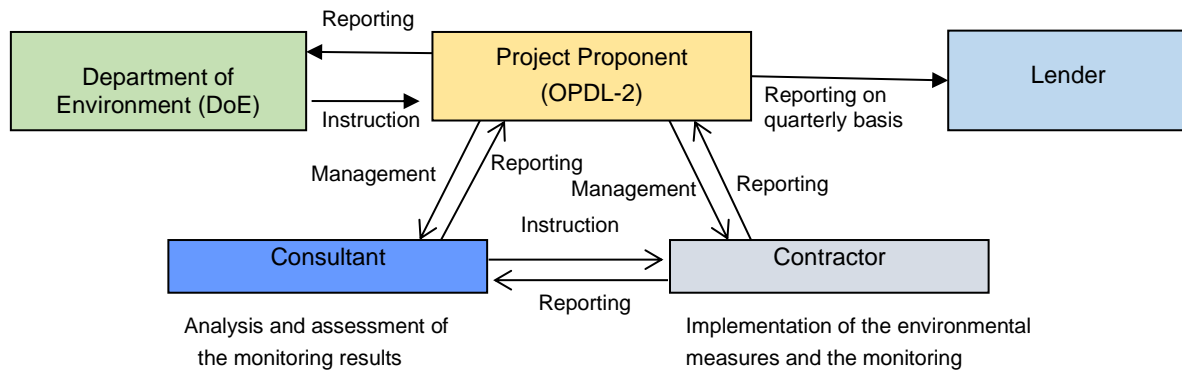 Reporting
Department of
Environment (DoE)
Instruction
Project Proponent
(OPDL-2)
Reporting on
quarterly basis
Lender
Management
Reporting
Management
Reporting
Instruction
Consultant
Contractor
Reporting
Analysis and assessment of
the monitoring results
Implementation of the environmental
measures and the monitoring